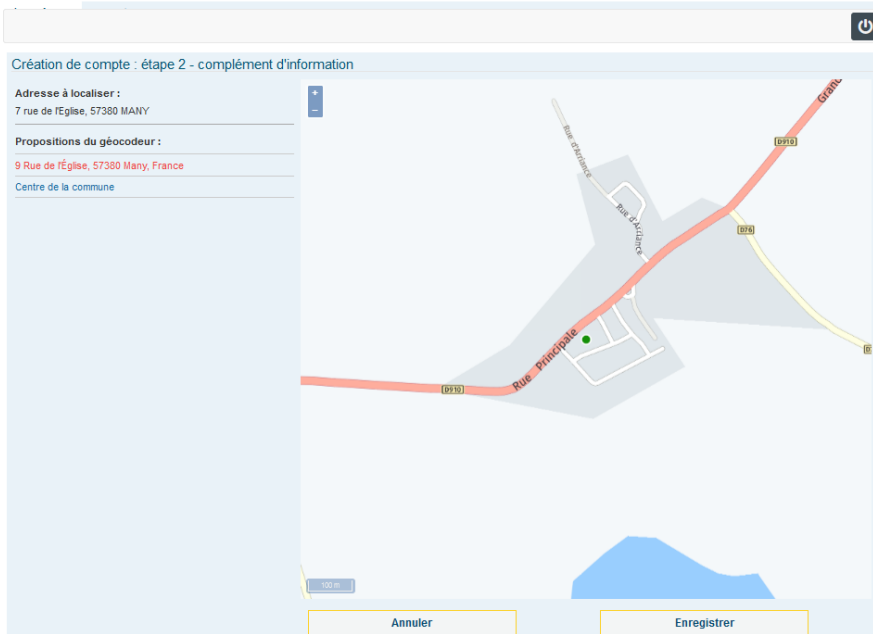 Création de compte : étape 2 - complément d'information
Adresse à localiser :
7 rue de l'Eglise, 57380 MANY
Propositions du géocodeur :
9 Rue de l'Église, 57380 Many, France
Centre de la commune
+
-
Grand
D910
Rue d'Arriance
Rue d'Arriance
D76
Rue Principale
D910
100 m
Annuler
Enregistrer